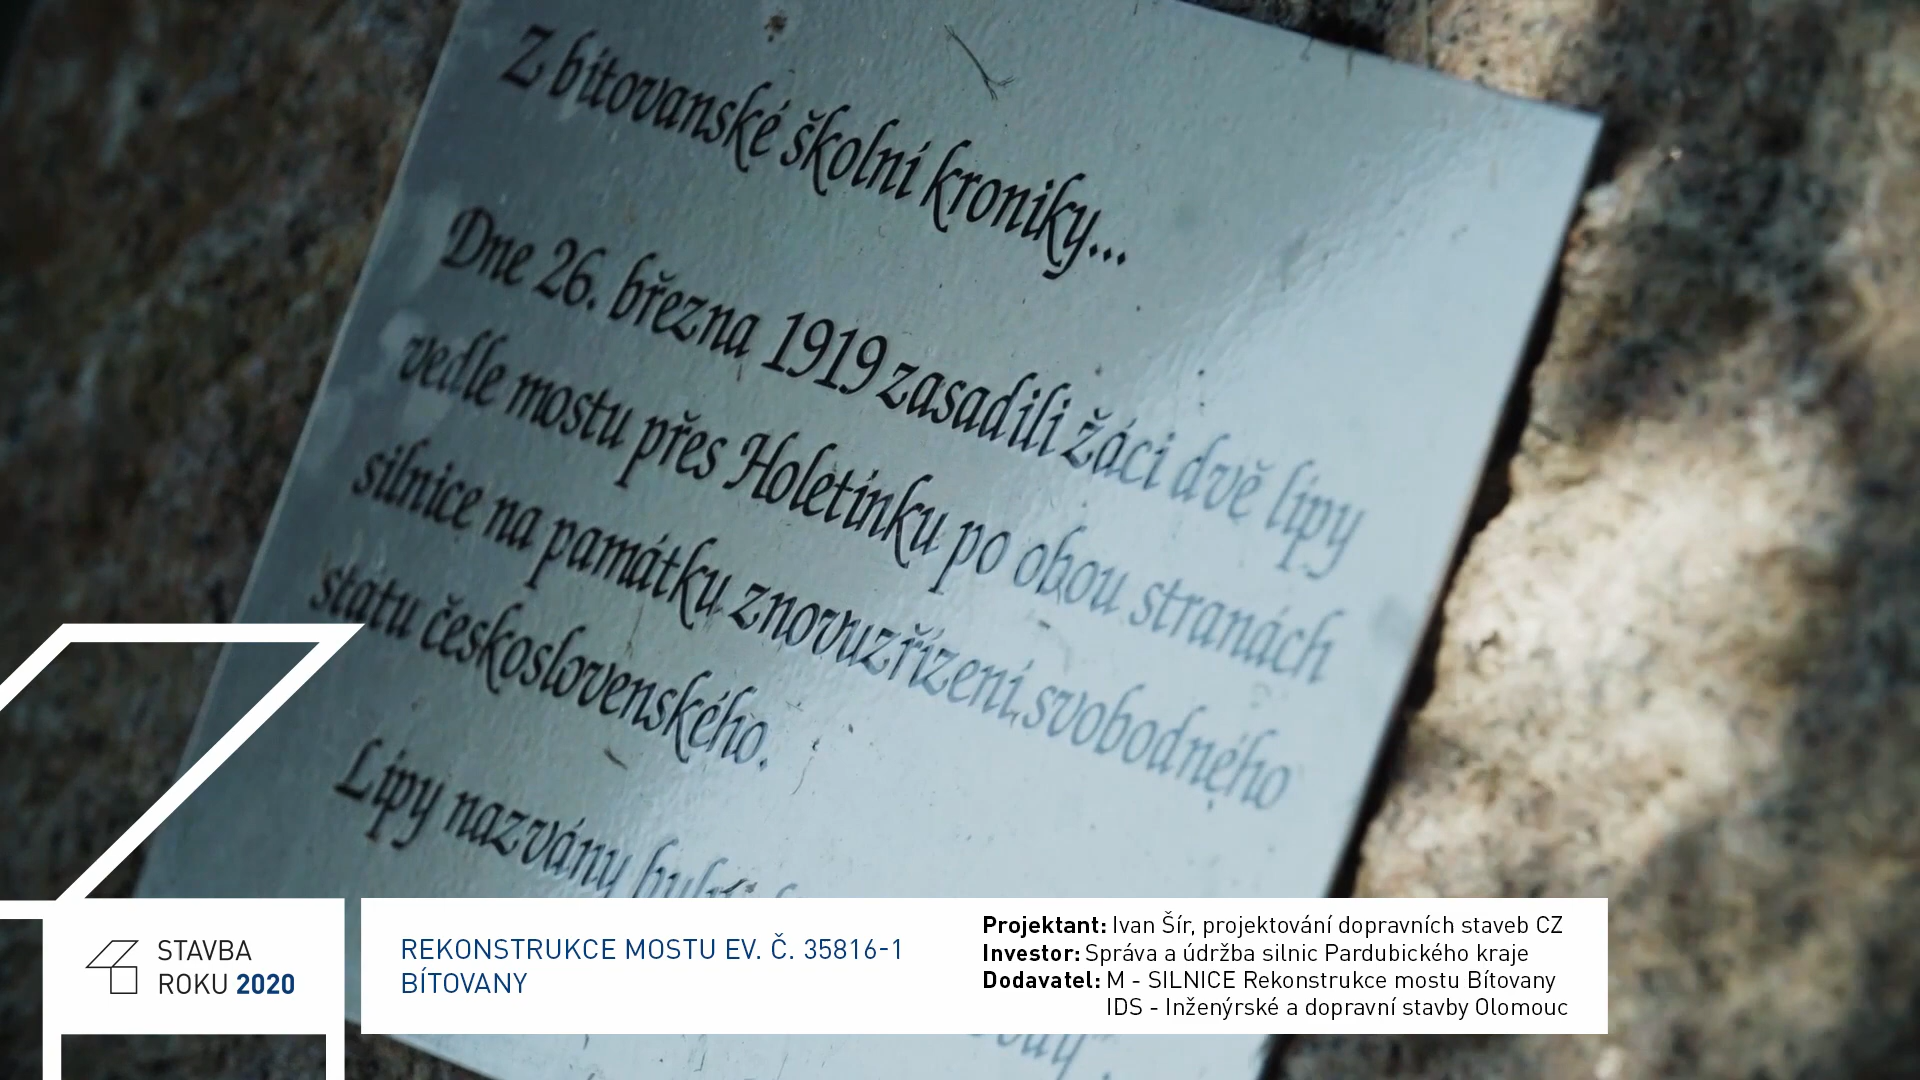 Z bítovanské školní kroniky...
Dne 26. března 1919 zasadili žáci dvě lípy
vedle mostu přes Holetínku po obou stranách
silnice na památku znovuzřízení svobodného
státu československého.
Lípy nazvány
STAVBA
ROKU 2020
REKONSTRUKCE MOSTU EV. Č. 35816-1
BÍTOVANY
Projektant: Ivan Šír, projektování dopravních staveb CZ
Investor: Správa a údržba silnic Pardubického kraje
Dodavatel: M - SILNICE Rekonstrukce mostu Bítovany
IDS - Inženýrské a dopravní stavby Olomouc